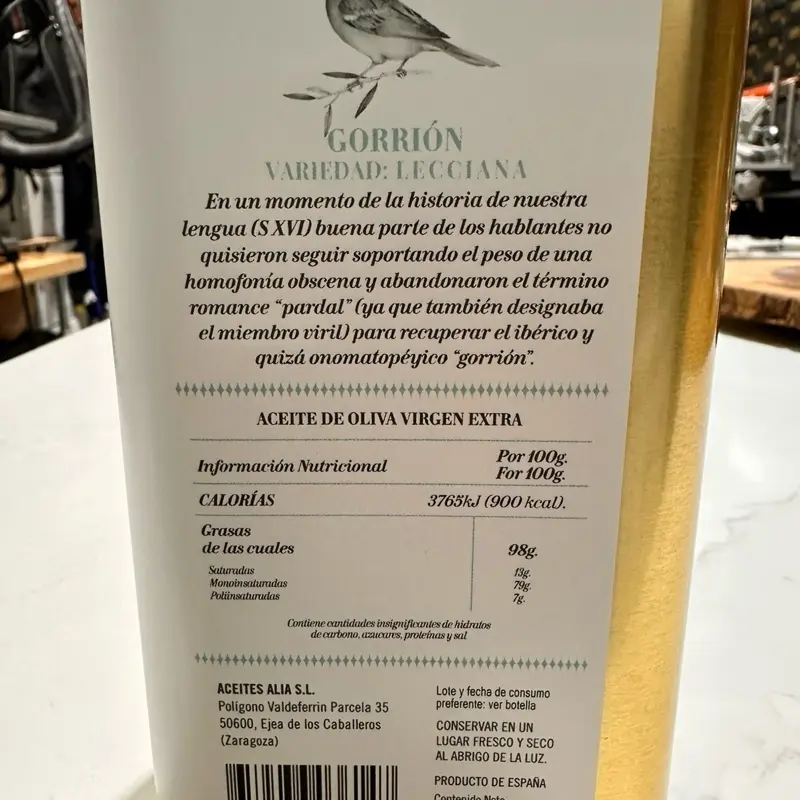 GORRIÓN
VARIEDAD: LECCIANA
En un momento de la historia de nuestra
lengua (S XVI) buena parte de los hablantes no
quisieron seguir soportando el peso de una
homofonía obscena y abandonaron el término
romance “pardal” (ya que también designaba
el miembro viril) para recuperar el ibérico y
quizá onomatopéyico “gorrión”.
ACEITE DE OLIVA VIRGEN EXTRA
Información Nutricional
Por 100g.
For 100g.
CALORÍAS
3765kJ (900 kcal).
Grasas
de las cuales
98g.
Saturadas
13g.
Monoinsaturadas
79g.
Poliinsaturadas
7g.
Contiene cantidades insignificantes de hidratos
de carbono, azucares, proteínas y sal
ACEITES ALIA S.L.
Polígono Valdeferrin Parcela 35
50600, Ejea de los Caballeros
(Zaragoza)
Lote y fecha de consumo
preferente: ver botella
CONSERVAR EN UN
LUGAR FRESCO Y SECO
AL ABRIGO DE LA LUZ.
PRODUCTO DE ESPAÑA
Contenido Neto